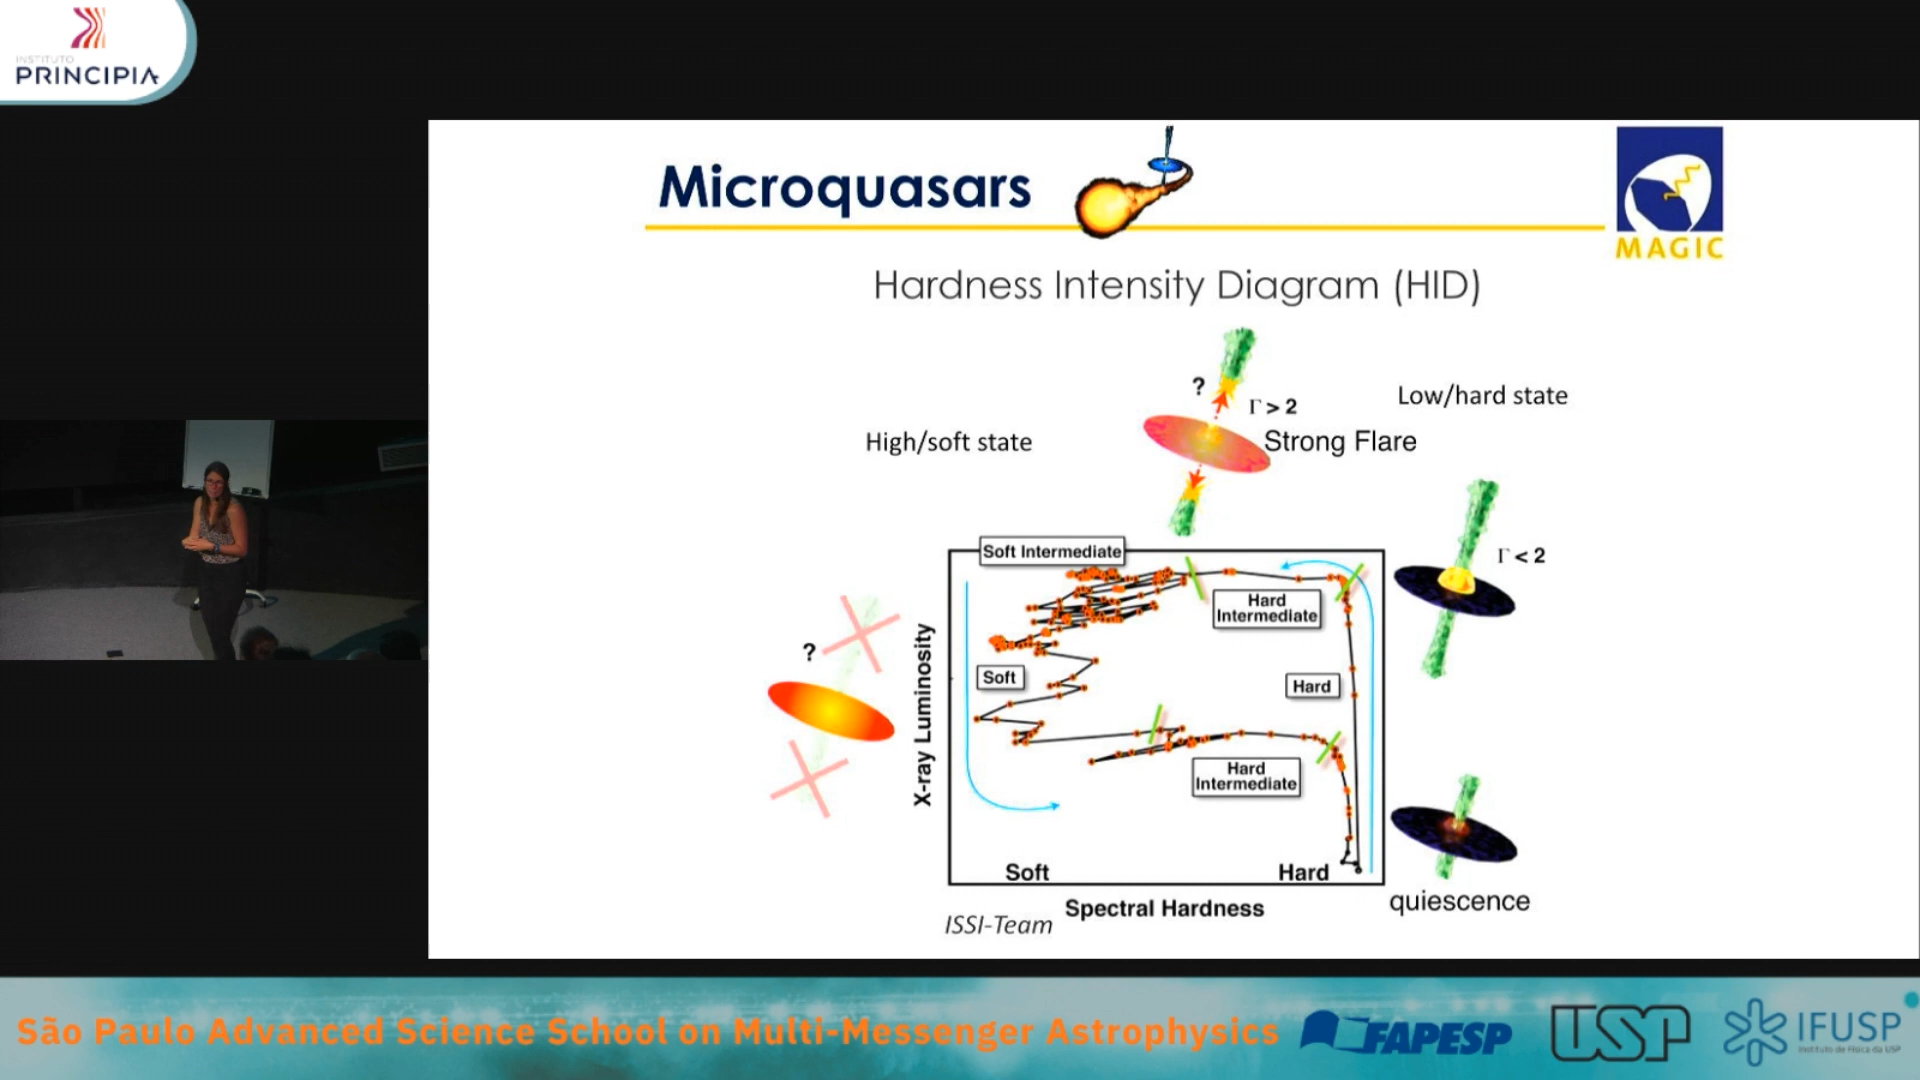 INSTITUTO
PRINCIPIA
Microquasars
MAGIC
Hardness Intensity Diagram (HID)
?
Γ > 2
Low/hard state
High/soft state
Strong Flare
Γ < 2
Soft Intermediate
Hard
Intermediate
?
Soft
Hard
X-ray Luminosity
Hard
Intermediate
Soft
Hard
quiescence
Spectral Hardness
ISSI-Team
São Paulo Advanced Science School on Multi-Messenger Astrophysics
FAPESP
USP
IFUSP
Instituto de Física da USP